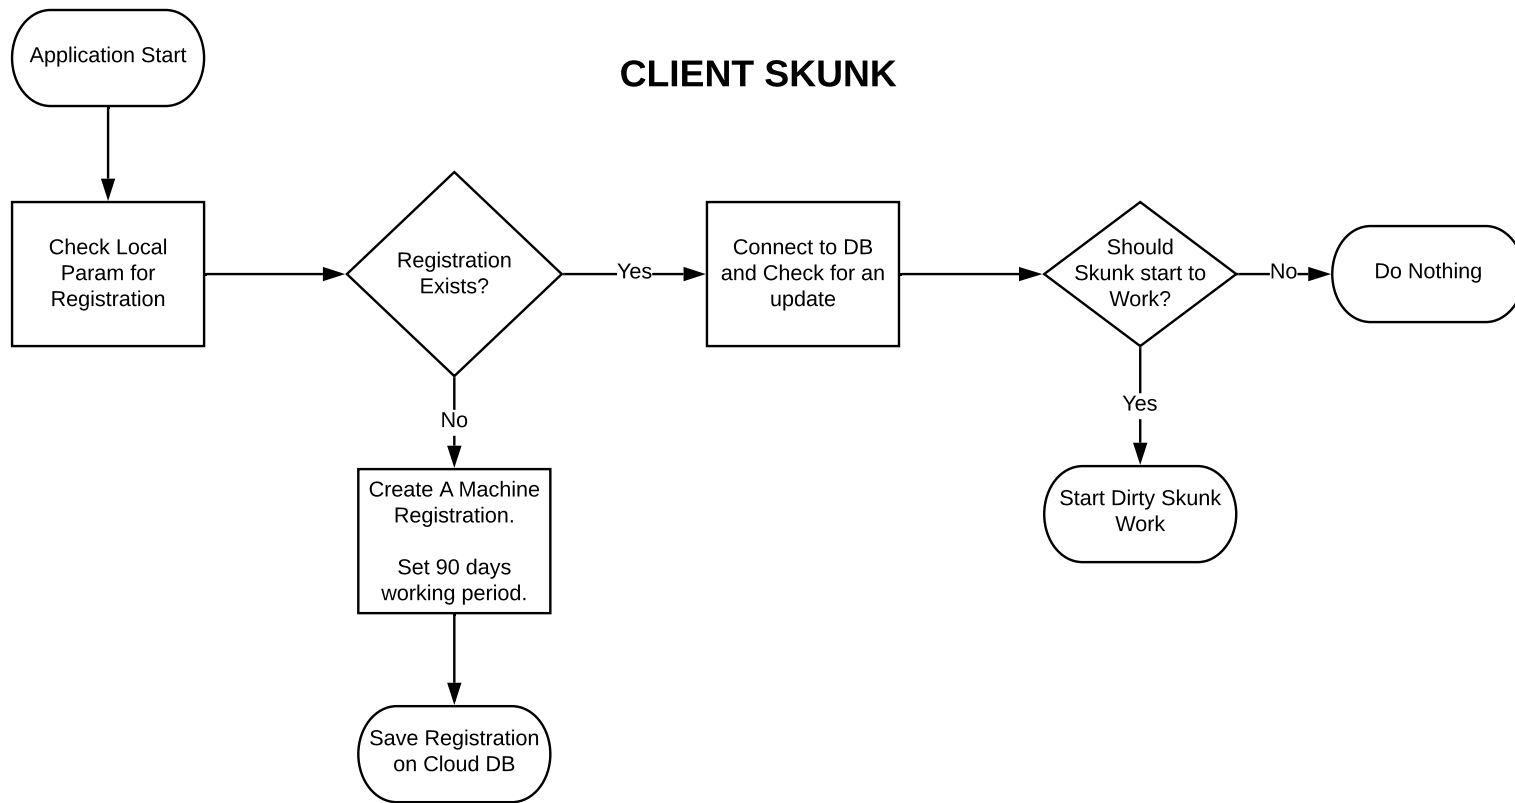 Application Start
CLIENT SKUNK
Check Local
Param for
Registration
Registration
Exists?
Yes
Connect to DB
and Check for an
update
Should
Skunk start to
Work?
No
Do Nothing
No
Yes
Create A Machine
Registration.
Set 90 days
working period.
Start Dirty Skunk
Work
Save Registration
on Cloud DB